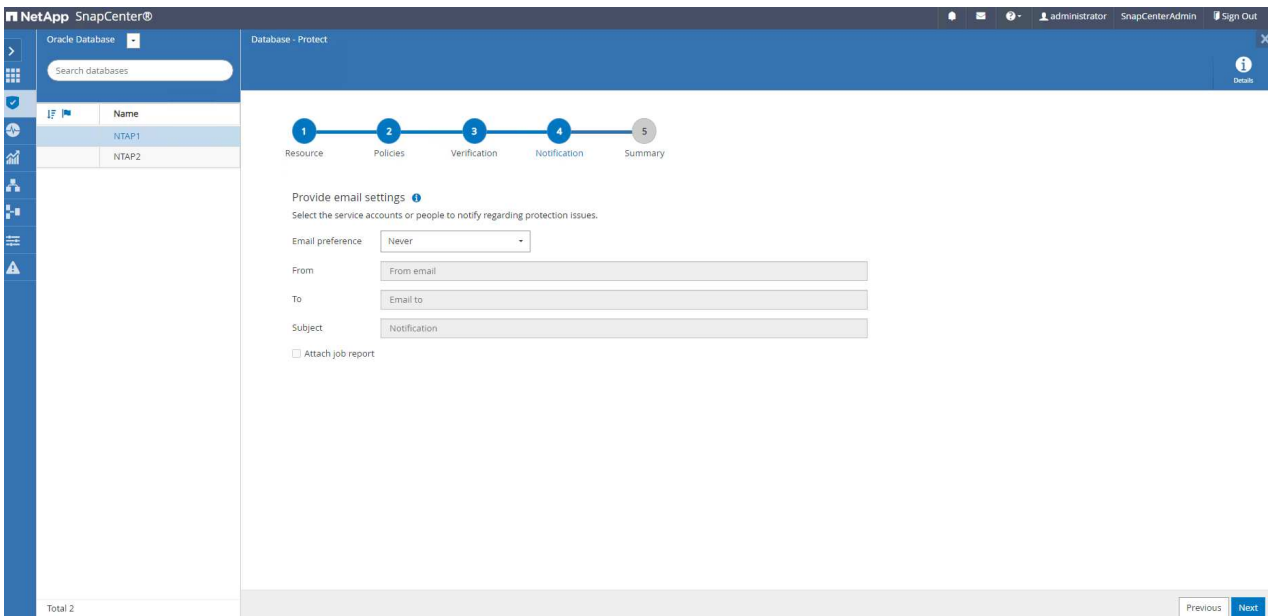 NetApp SnapCenter®
administrator SnapCenterAdmin Sign Out
Oracle Database
Search databases
Name
NTAP1
NTAP2
Total 2
Database - Protect
Details
1 2 3 4 5
Resource Policies Verification Notification Summary
Provide email settings
Select the service accounts or people to notify regarding protection issues.
Email preference Never
From From email
To Email to
Subject Notification
Attach job report
Previous Next